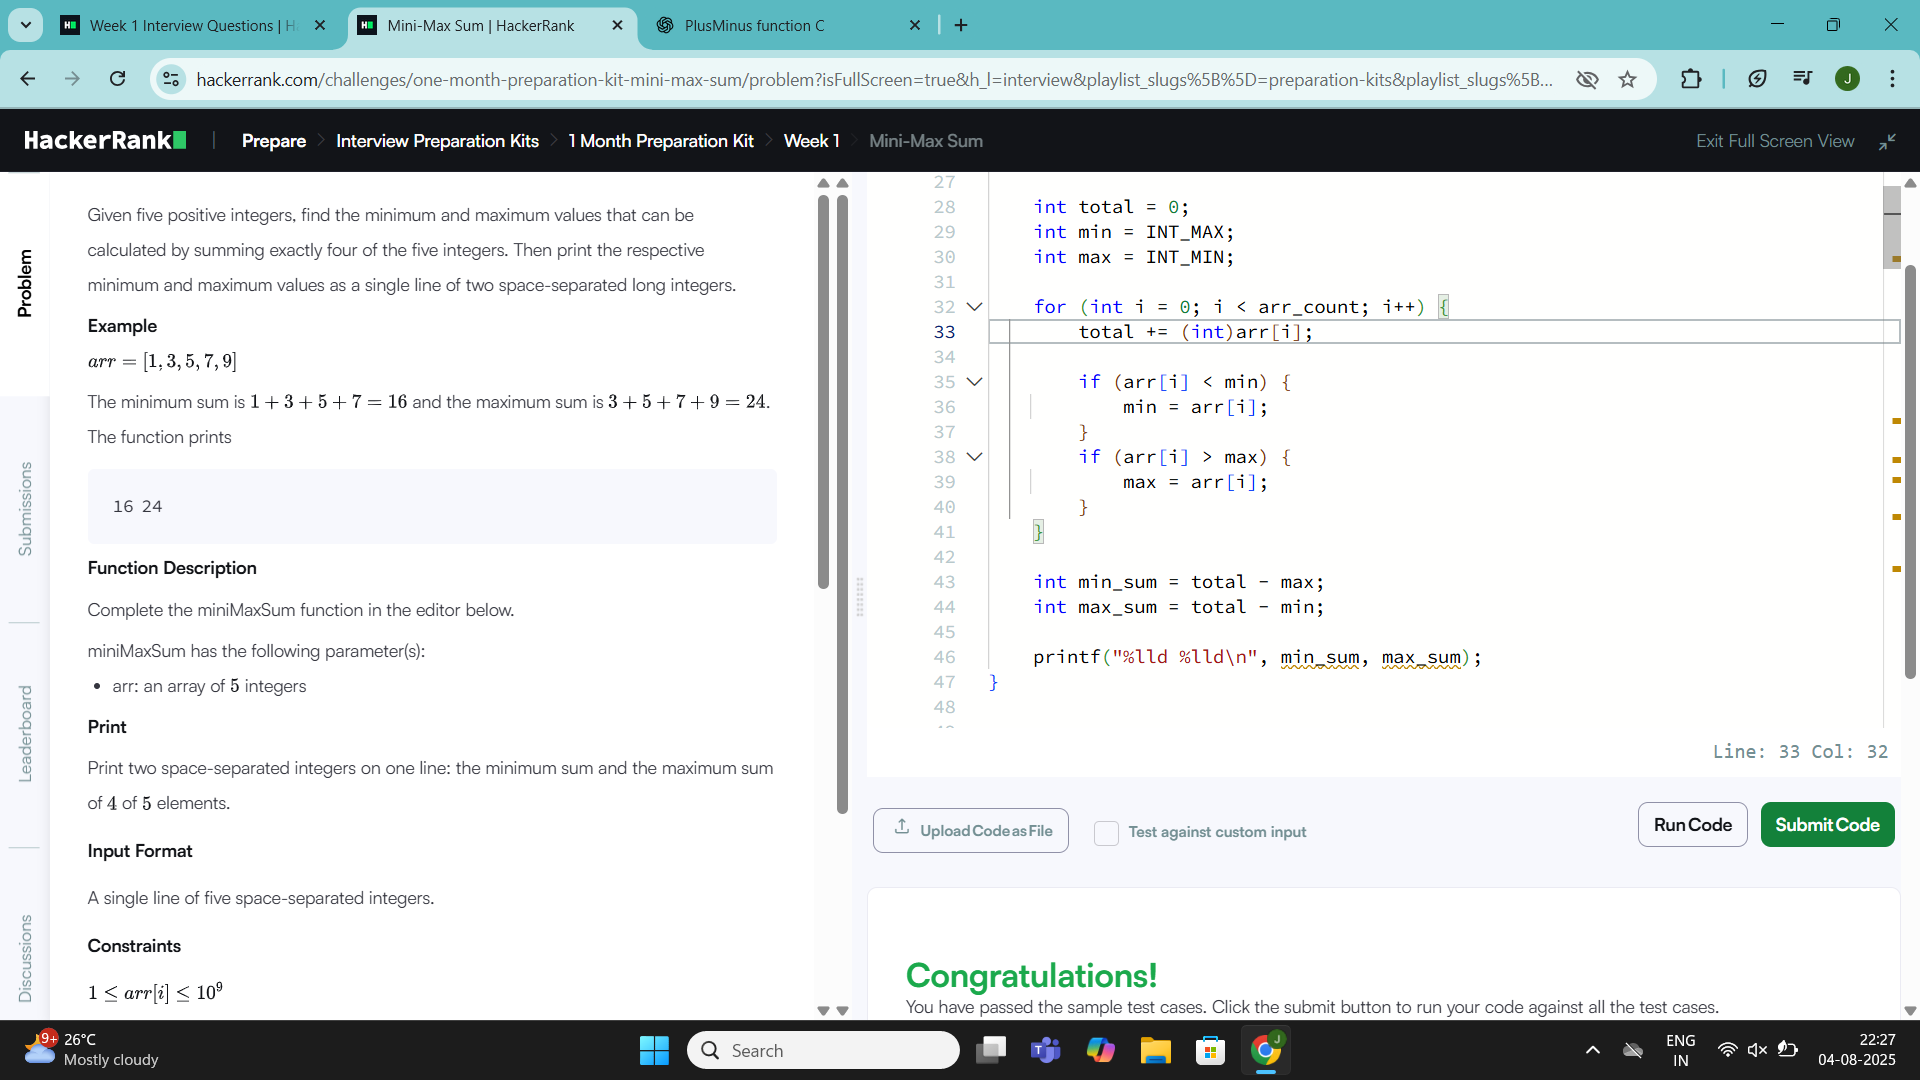 Week 1 Interview Questions | H
Mini-Max Sum | HackerRank
PlusMinus function C
hackerrank.com/challenges/one-month-preparation-kit-mini-max-sum/problem?isFullScreen=true&h_l=interview&playlist_slugs%5B%5D=preparation-kits&playlist_slugs%5B...
J
HackerRank
Prepare
Interview Preparation Kits
1 Month Preparation Kit
Week 1
Mini-Max Sum
Exit Full Screen View
Problem
Submissions
Leaderboard
Discussions
Given five positive integers, find the minimum and maximum values that can be
calculated by summing exactly four of the five integers. Then print the respective
minimum and maximum values as a single line of two space-separated long integers.
Example
arr = [1, 3, 5, 7, 9]
The minimum sum is 1 + 3 + 5 + 7 = 16 and the maximum sum is 3 + 5 + 7 + 9 = 24.
The function prints
16 24
Function Description
Complete the miniMaxSum function in the editor below.
miniMaxSum has the following parameter(s):
• arr: an array of 5 integers
Print
Print two space-separated integers on one line: the minimum sum and the maximum sum
of 4 of 5 elements.
Input Format
A single line of five space-separated integers.
Constraints
1 ≤ arr[i] ≤ 10⁹
27
28 int total = 0;
29 int min = INT_MAX;
30 int max = INT_MIN;
31
32 for (int i = 0; i < arr_count; i++) {
33 total += (int)arr[i];
34
35 if (arr[i] < min) {
36 min = arr[i];
37 }
38 if (arr[i] > max) {
39 max = arr[i];
40 }
41 }
42
43 int min_sum = total - max;
44 int max_sum = total - min;
45
46 printf("%lld %lld\n", min_sum, max_sum);
47 }
48
Line: 33 Col: 32
Upload Code as File
Test against custom input
Run Code
Submit Code
Congratulations!
You have passed the sample test cases. Click the submit button to run your code against all the test cases.
9+
26°C
Mostly cloudy
Search
J
ENG
IN
22:27
04-08-2025